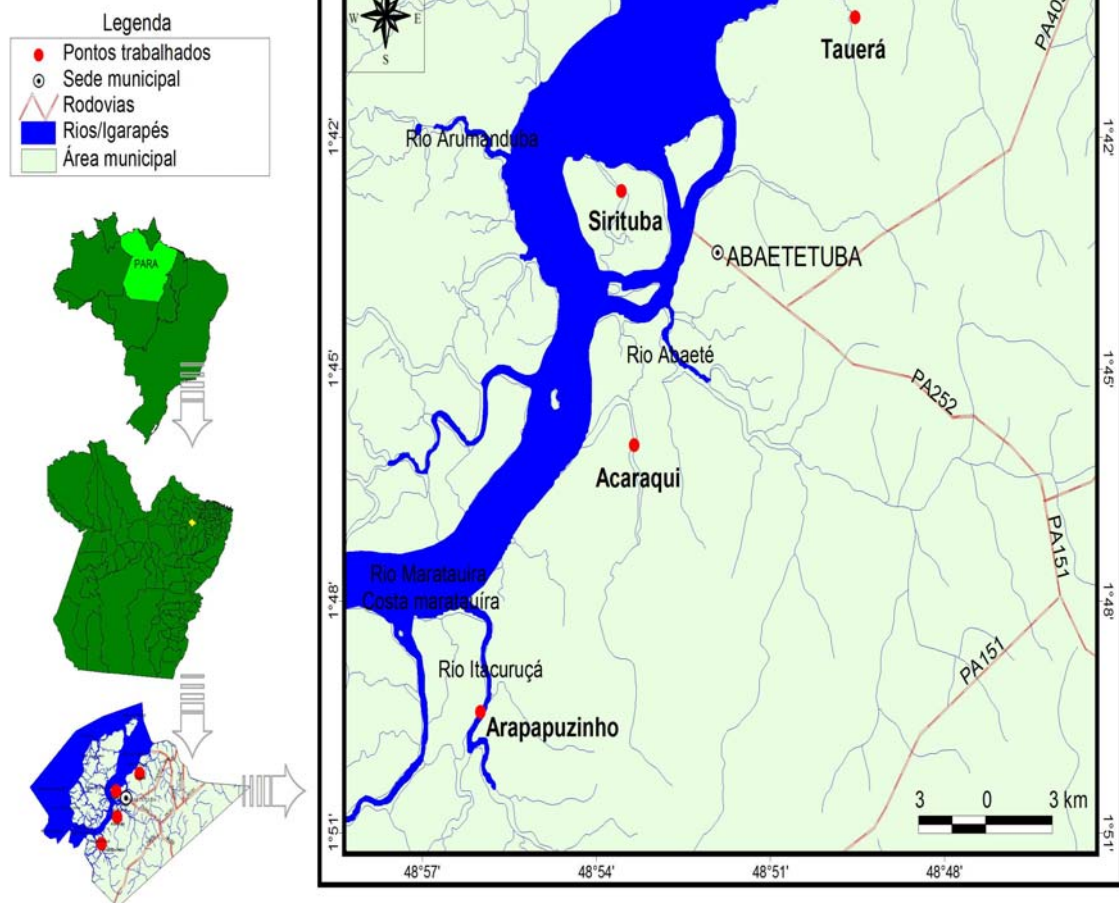 Legenda
Pontos trabalhados
Sede municipal
Rodovias
Rios/Igarapés
Área municipal
PARA
W
E
S
Tauerá
Rio Arumanduba
Sirituba
ABAETETUBA
Rio Abaeté
PA252
Acaraqui
PA151
Rio Maratauira
Costa maratauíra
PA151
Rio Itacuruçá
Arapapuzinho
3 0 3 km
1°42'
1°45'
1°48'
1°51'
1°42'
1°45'
1°48'
1°51'
48°57' 48°54' 48°51' 48°48'